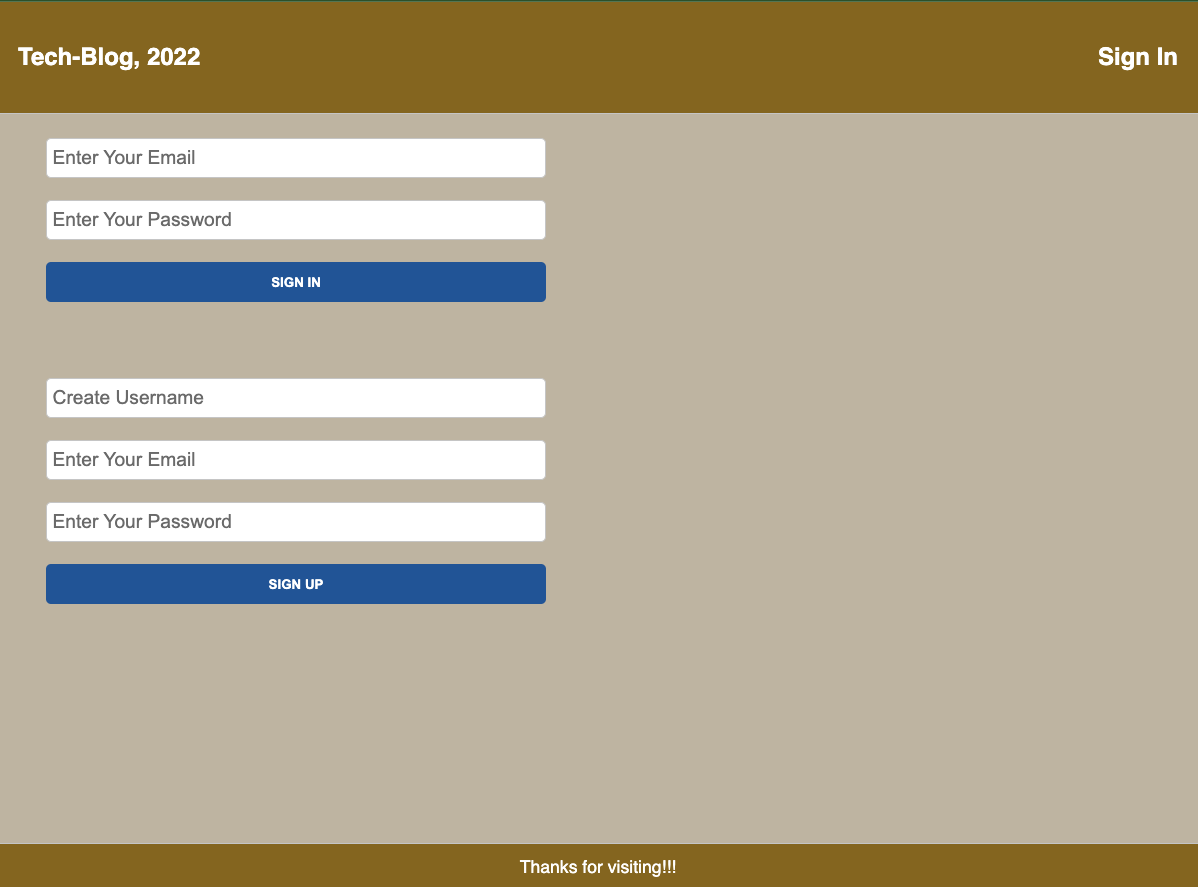 Tech-Blog, 2022
Sign In
Enter Your Email
Enter Your Password
SIGN IN
Create Username
Enter Your Email
Enter Your Password
SIGN UP
Thanks for visiting!!!